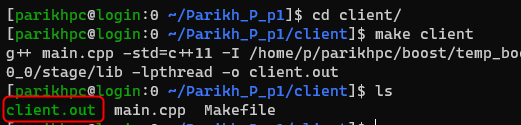 [parikhpc@login:0 ~/Parikh_P_p1]$ cd client/
[parikhpc@login:0 ~/Parikh_P_p1/client]$ make client
g++ main.cpp -std=c++11 -I /home/p/parikhpc/boost/temp_boo
0_0/stage/lib -lpthread -o client.out
[parikhpc@login:0 ~/Parikh_P_p1/client]$ ls
client.out main.cpp Makefile